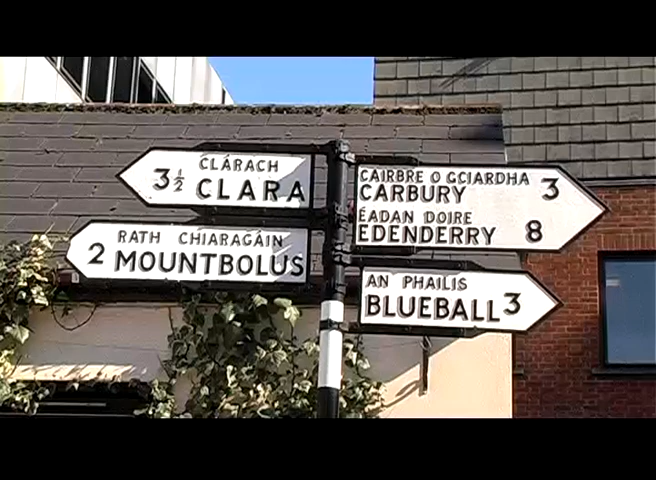 CLÁRACH
3½ CLARA
RATH CHIARAGÁIN
2 MOUNTBOLUS
CAIRBRE O GCIARDHA
CARBURY 3
ÉADAN DOIRE
EDENDERRY 8
AN PHAILIS
BLUEBALL 3